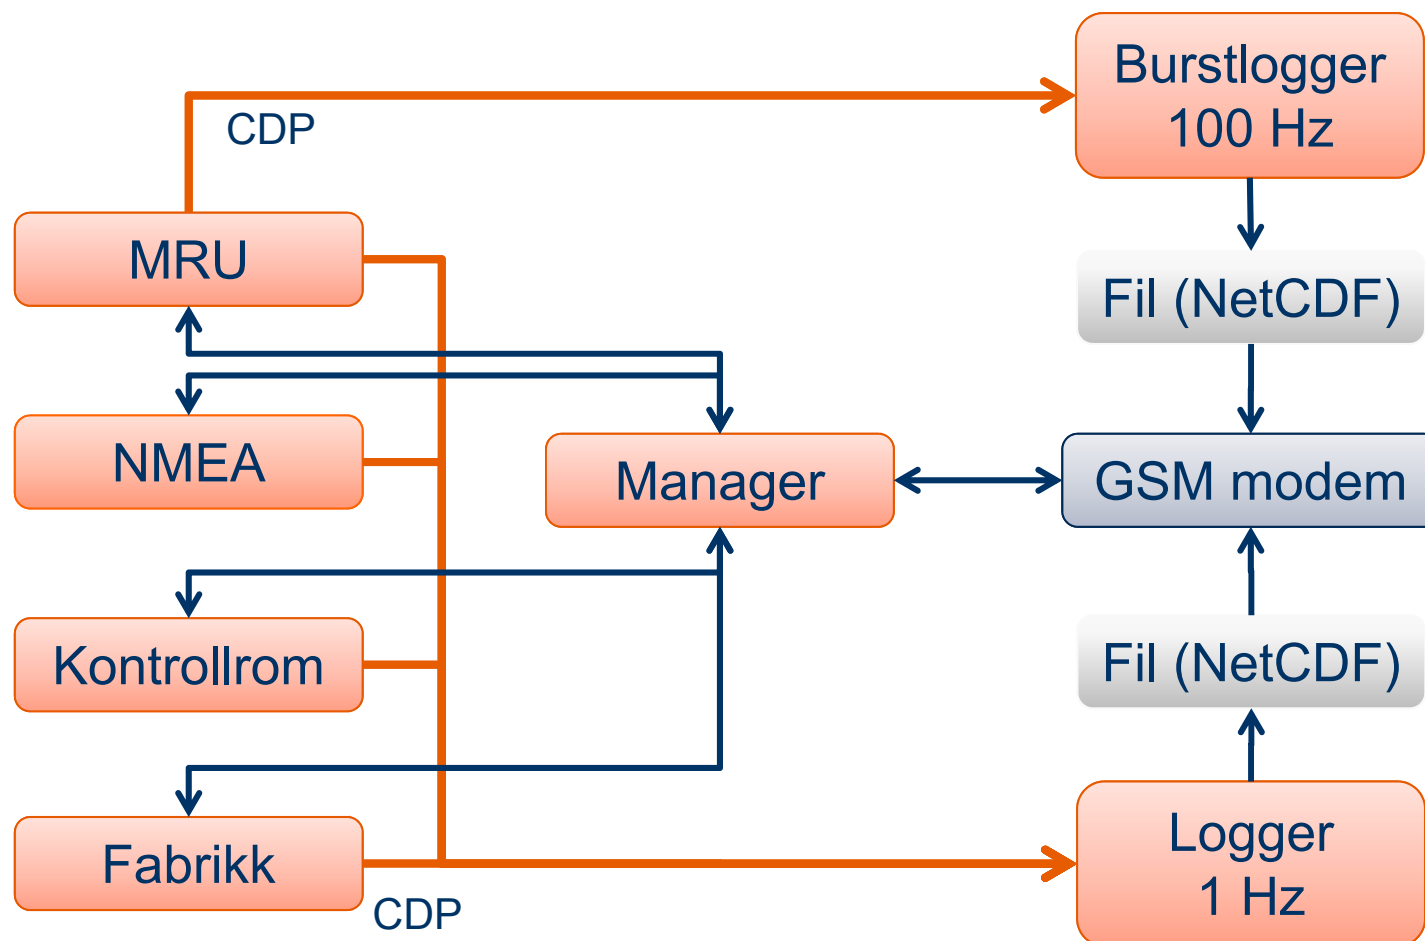 Burstlogger
100 Hz
CDP
MRU
Fil (NetCDF)
NMEA
Manager
GSM modem
Kontrollrom
Fil (NetCDF)
Fabrikk
Logger
1 Hz
CDP